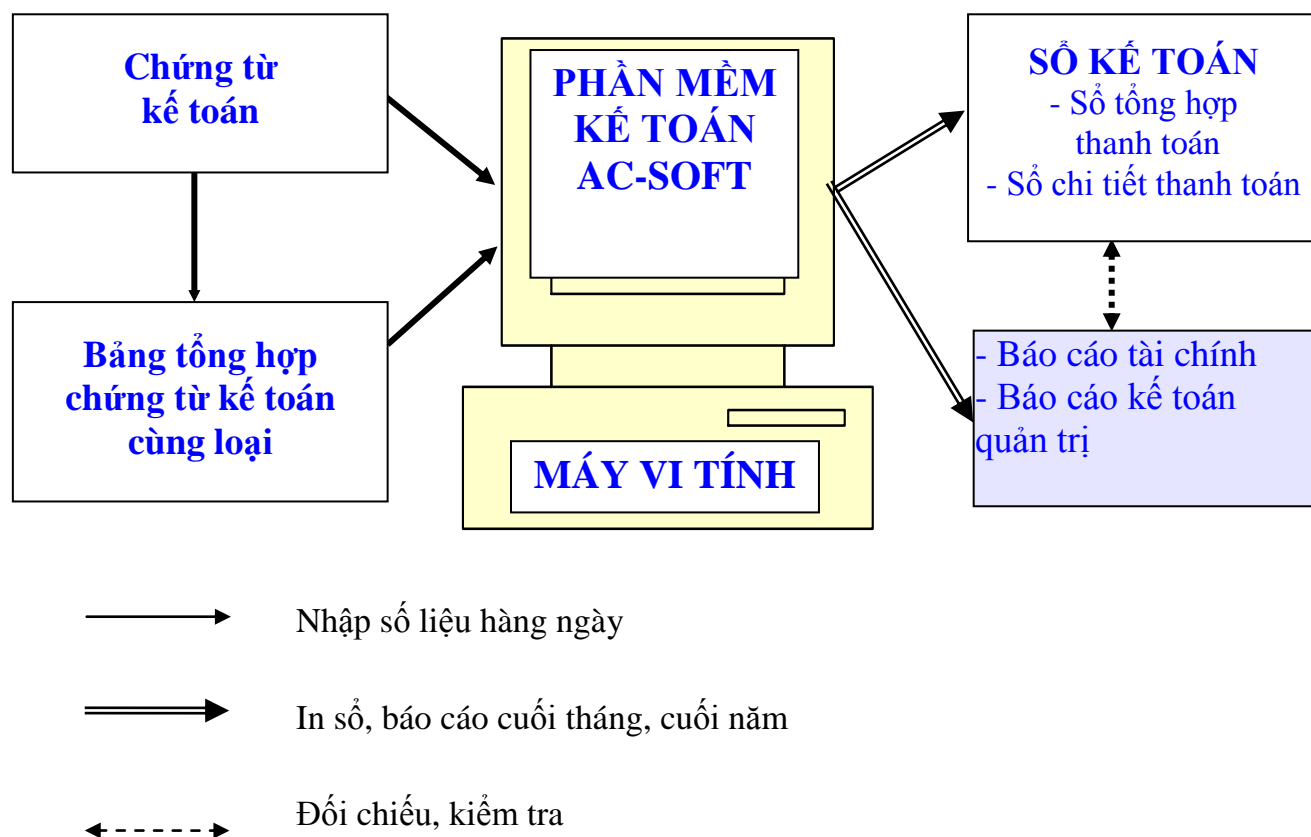 Chứng từ
kế toán
Bảng tổng hợp
chứng từ kế toán
cùng loại
PHẦN MỀM
KẾ TOÁN
AC-SOFT
MÁY VI TÍNH
SỔ KẾ TOÁN
- Sổ tổng hợp
thanh toán
- Sổ chi tiết thanh toán
- Báo cáo tài chính
- Báo cáo kế toán
quản trị
Nhập số liệu hàng ngày
In sổ, báo cáo cuối tháng, cuối năm
Đối chiếu, kiểm tra